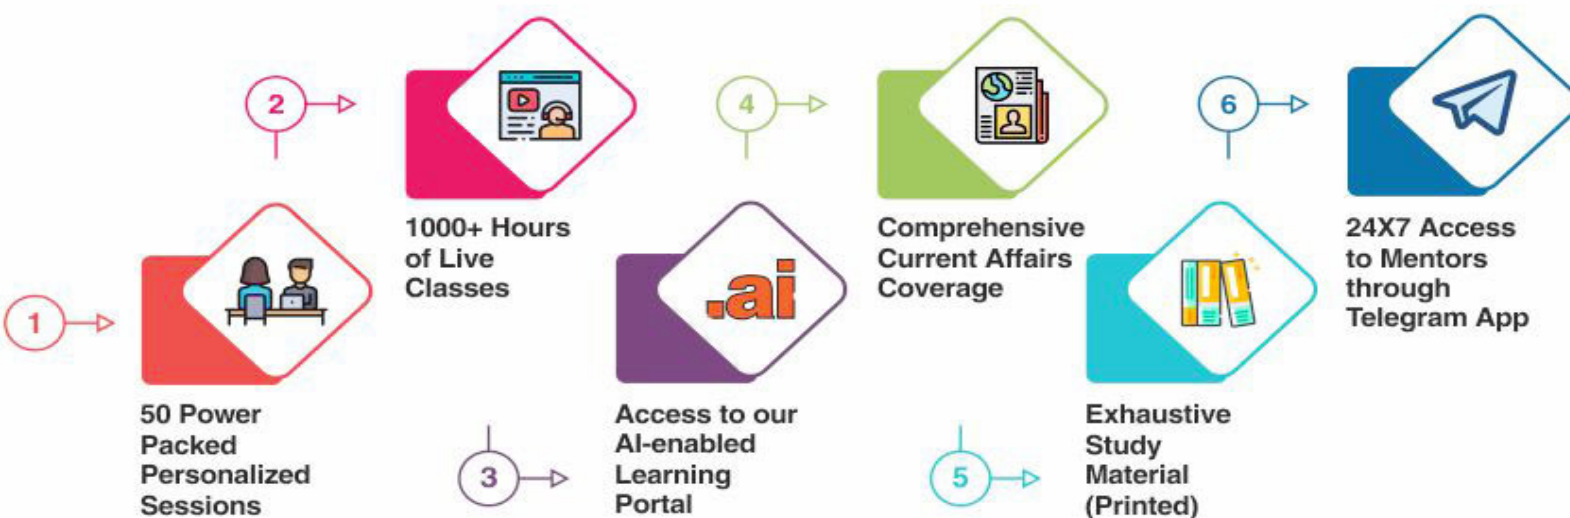 1
50 Power
Packed
Personalized
Sessions
2
1000+ Hours
of Live
Classes
3
.ai
Access to our
AI-enabled
Learning
Portal
4
Comprehensive
Current Affairs
Coverage
5
Exhaustive
Study
Material
(Printed)
6
24X7 Access
to Mentors
through
Telegram App